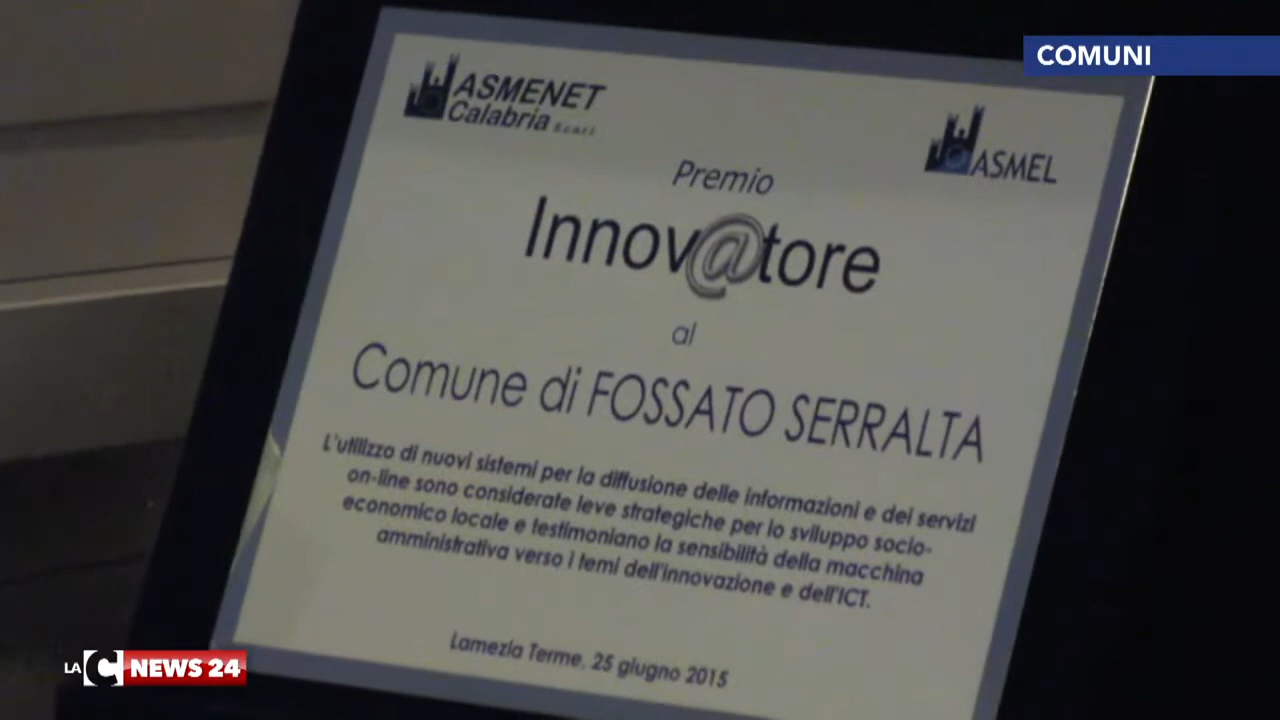 COMUNI
ASMENET
Calabria S.c.a.r.l.
ASMEL
Premio
Innov@tore
al
Comune di FOSSATO SERRALTA
L'utilizzo di nuovi sistemi per la diffusione delle informazioni e dei servizi
on-line sono considerate leve strategiche per lo sviluppo socio-
economico locale e testimoniano la sensibilità della macchina
amministrativa verso i temi dell'innovazione e dell'ICT.
Lamezia Terme, 25 giugno 2015
LA C NEWS 24